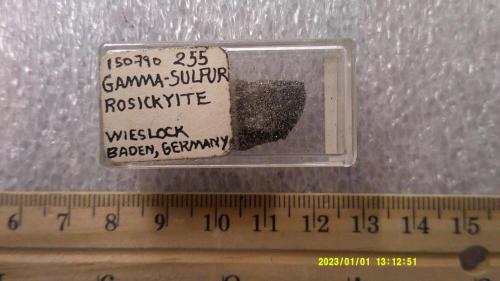 150790 255
GAMMA-SULFUR
ROSICKYITE
WIESLOCK
BADEN, GERMANY
6 7 8 9 10 11 12 13 14 15
2023/01/01 13:12:51